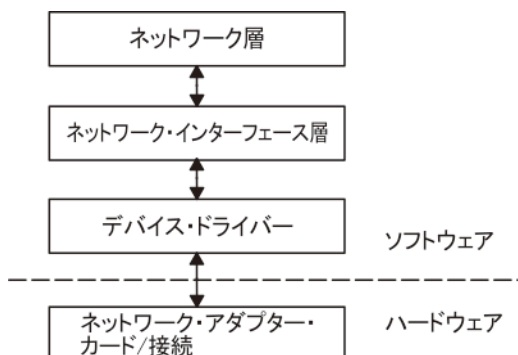 ネットワーク層
ネットワーク・インターフェース層
デバイス・ドライバー
ソフトウェア
ネットワーク・アダプター・
カード/接続
ハードウェア